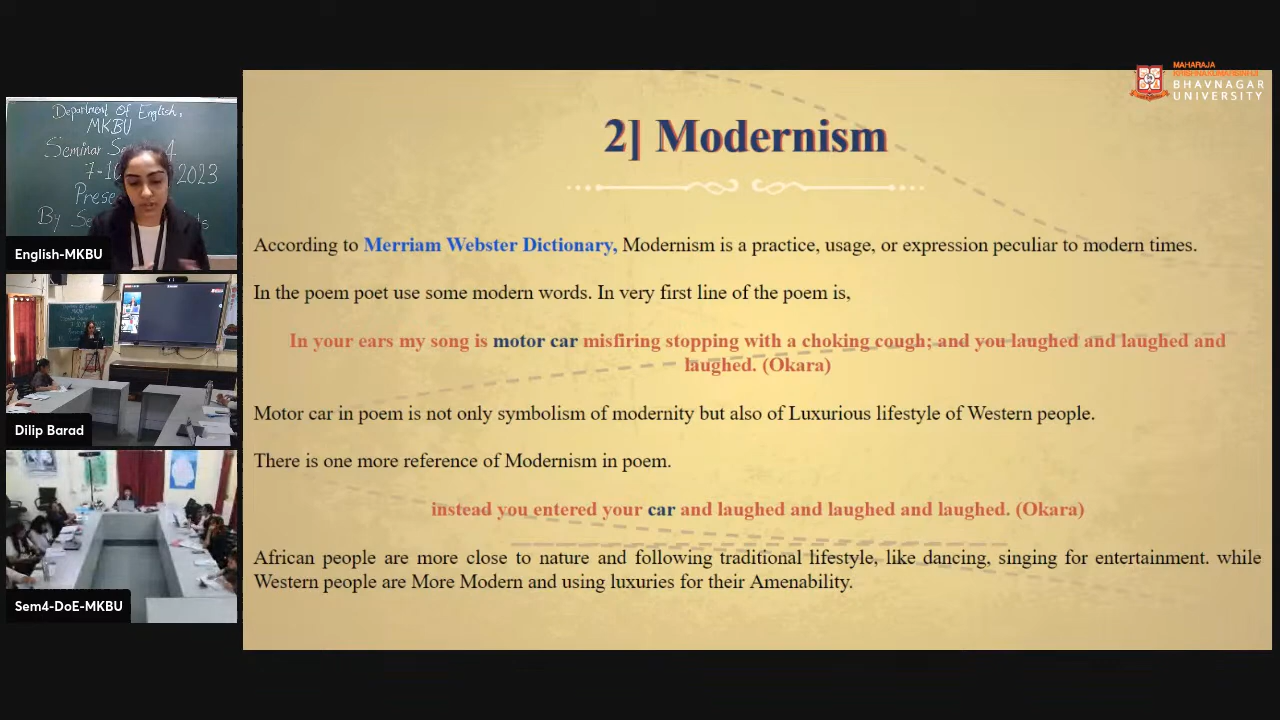 MAHARAJA
KRISHNAKUMARSINHJI
BHAVNAGAR
UNIVERSITY
Department Of English,
MKBU
Seminar
2023
By
English-MKBU
Dilip Barad
Sem4-DoE-MKBU
2] Modernism
According to Merriam Webster Dictionary, Modernism is a practice, usage, or expression peculiar to modern times.
In the poem poet use some modern words. In very first line of the poem is,
In your ears my song is motor car misfiring stopping with a choking cough; and you laughed and laughed and
laughed. (Okara)
Motor car in poem is not only symbolism of modernity but also of Luxurious lifestyle of Western people.
There is one more reference of Modernism in poem.
instead you entered your car and laughed and laughed and laughed. (Okara)
African people are more close to nature and following traditional lifestyle, like dancing, singing for entertainment. while
Western people are More Modern and using luxuries for their Amenability.